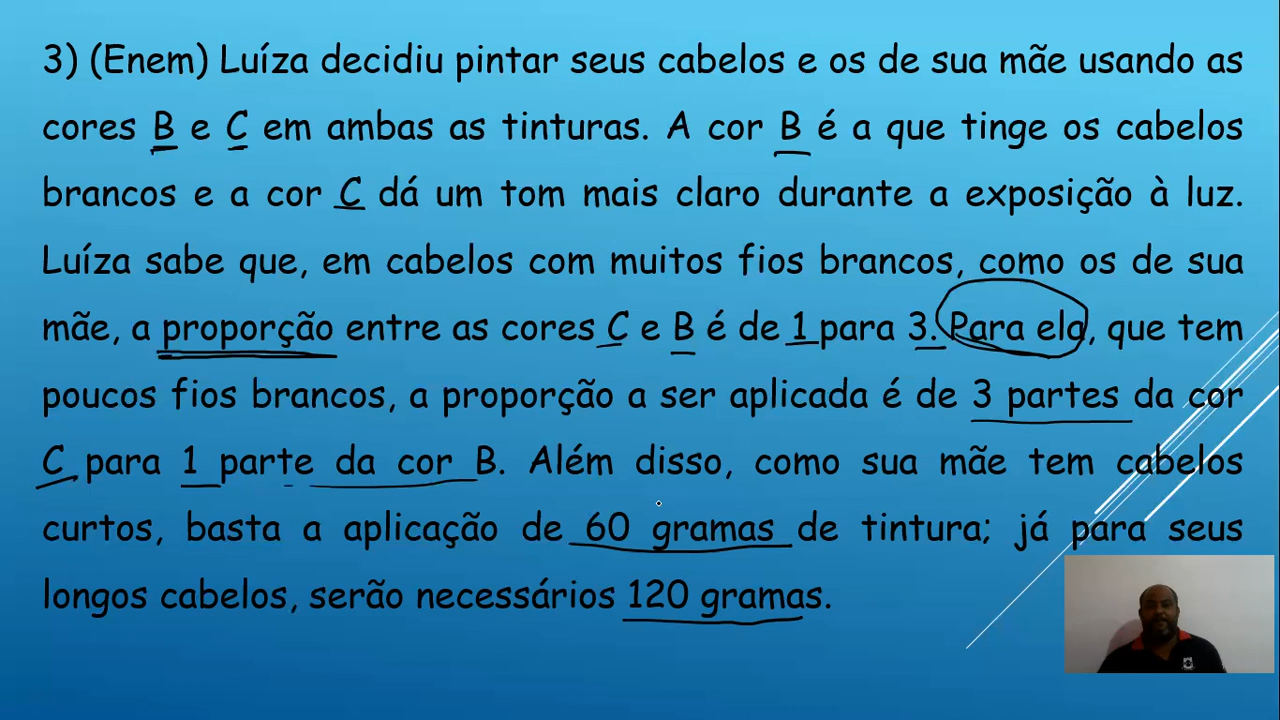 3) (Enem) Luíza decidiu pintar seus cabelos e os de sua mãe usando as
cores B e C em ambas as tinturas. A cor B é a que tinge os cabelos
brancos e a cor C dá um tom mais claro durante a exposição à luz.
Luíza sabe que, em cabelos com muitos fios brancos, como os de sua
mãe, a proporção entre as cores C e B é de 1 para 3. Para ela, que tem
poucos fios brancos, a proporção a ser aplicada é de 3 partes da cor
C para 1 parte da cor B. Além disso, como sua mãe tem cabelos
curtos, basta a aplicação de 60 gramas de tintura; já para seus
longos cabelos, serão necessários 120 gramas.